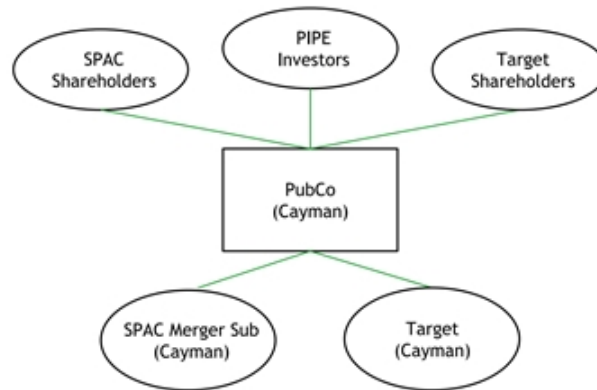 SPAC
Shareholders
PIPE
Investors
Target
Shareholders
PubCo
(Cayman)
SPAC Merger Sub
(Cayman)
Target
(Cayman)